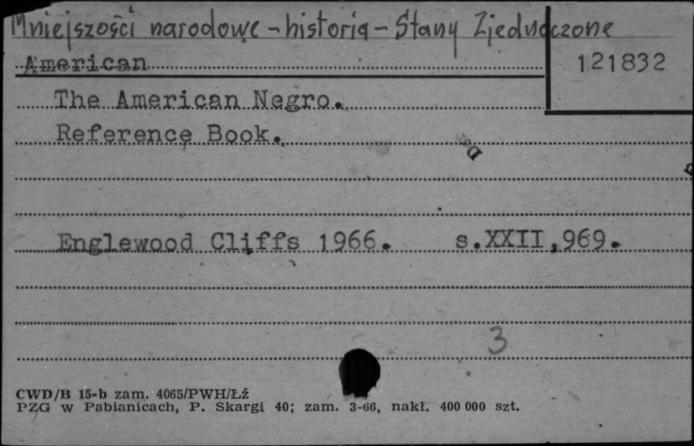 Mniejszości narodowe - historia - Stany Zjednoczone
American
121832
The American Negro.
Reference Book.
Englewood Cliffs 1966. s.XXII,969.
3
CWD/B 15-b zam. 4065/PWH/Łź
PZG w Pabianicach, P. Skargi 40; zam. 3-66, nakł. 400 000 szt.